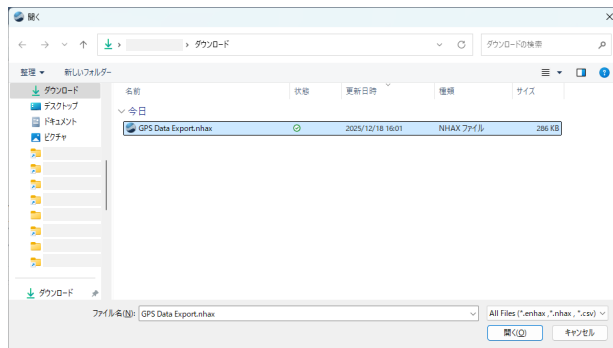 開く
ダウンロード
ダウンロードの検索
整理 新しいフォルダー
名前 状態 更新日時 種類 サイズ
ダウンロード
デスクトップ
ドキュメント
ピクチャ
今日
GPS Data Export.nhax 2025/12/18 16:01 NHAX ファイル 286 KB
ダウンロード
ファイル名(N): GPS Data Export.nhax All Files (*.enhax ,*.nhax , *.csv)
開く(O) キャンセル